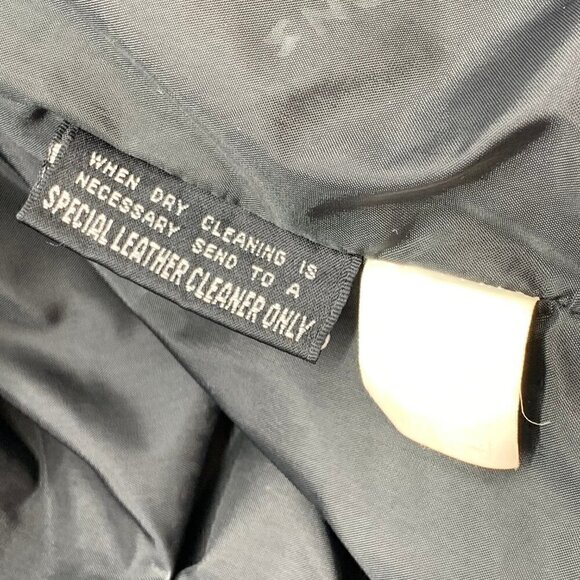 WHEN DRY CLEANING IS
NECESSARY SEND TO A
SPECIAL LEATHER CLEANER ONLY